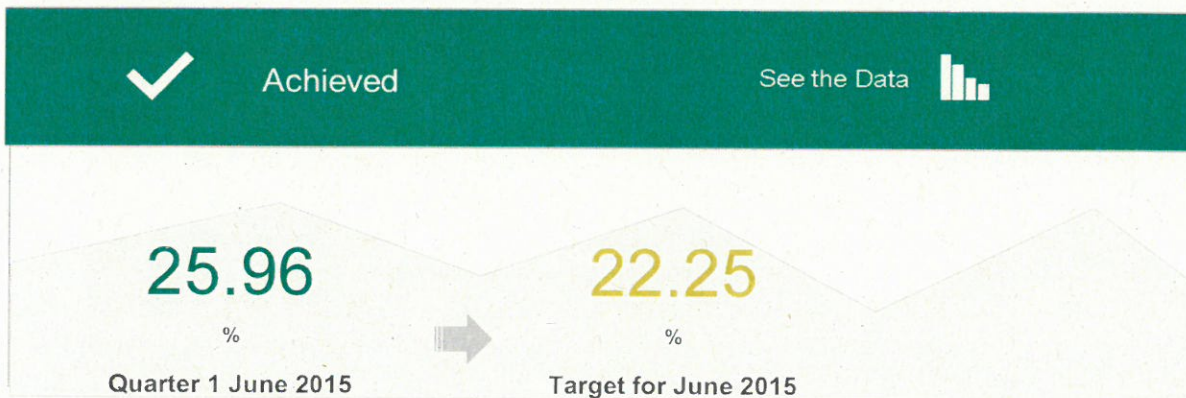 Achieved
See the Data
25.96
22.25
%
%
Quarter 1 June 2015
Target for June 2015